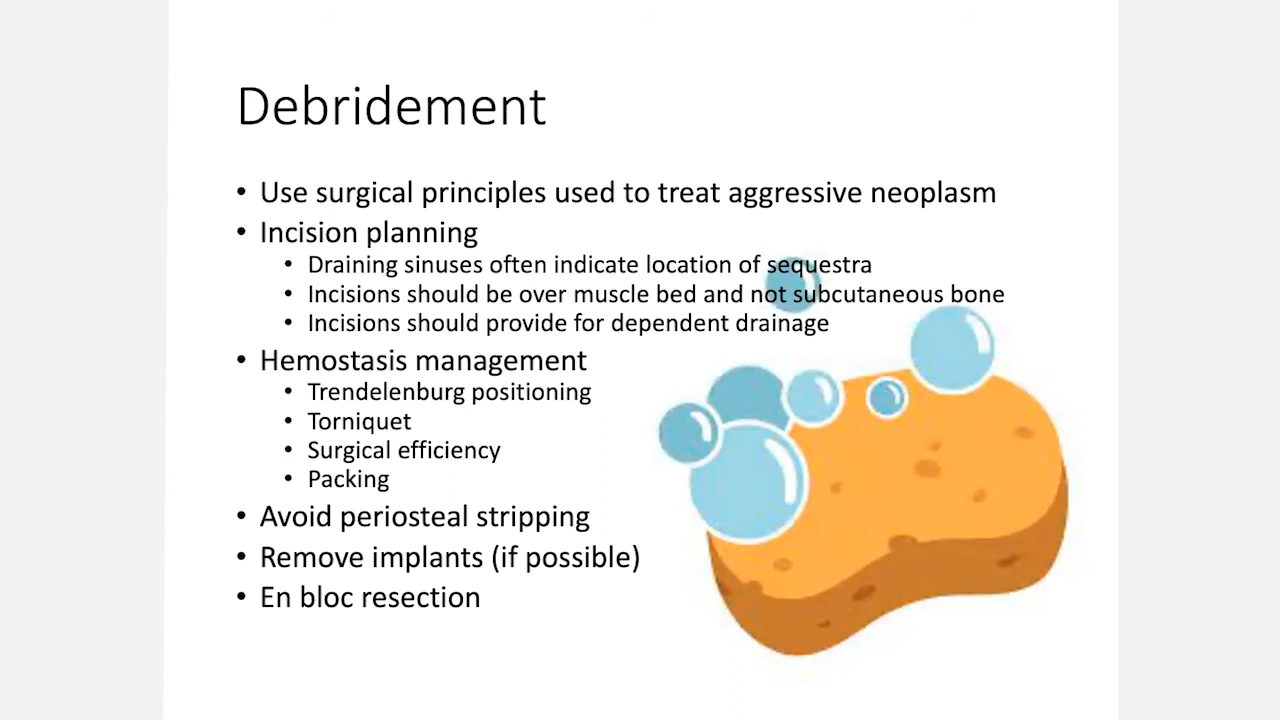 Debridement
• Use surgical principles used to treat aggressive neoplasm
• Incision planning
• Draining sinuses often indicate location of sequestra
• Incisions should be over muscle bed and not subcutaneous bone
• Incisions should provide for dependent drainage
• Hemostasis management
• Trendelenburg positioning
• Torniquet
• Surgical efficiency
• Packing
• Avoid periosteal stripping
• Remove implants (if possible)
• En bloc resection